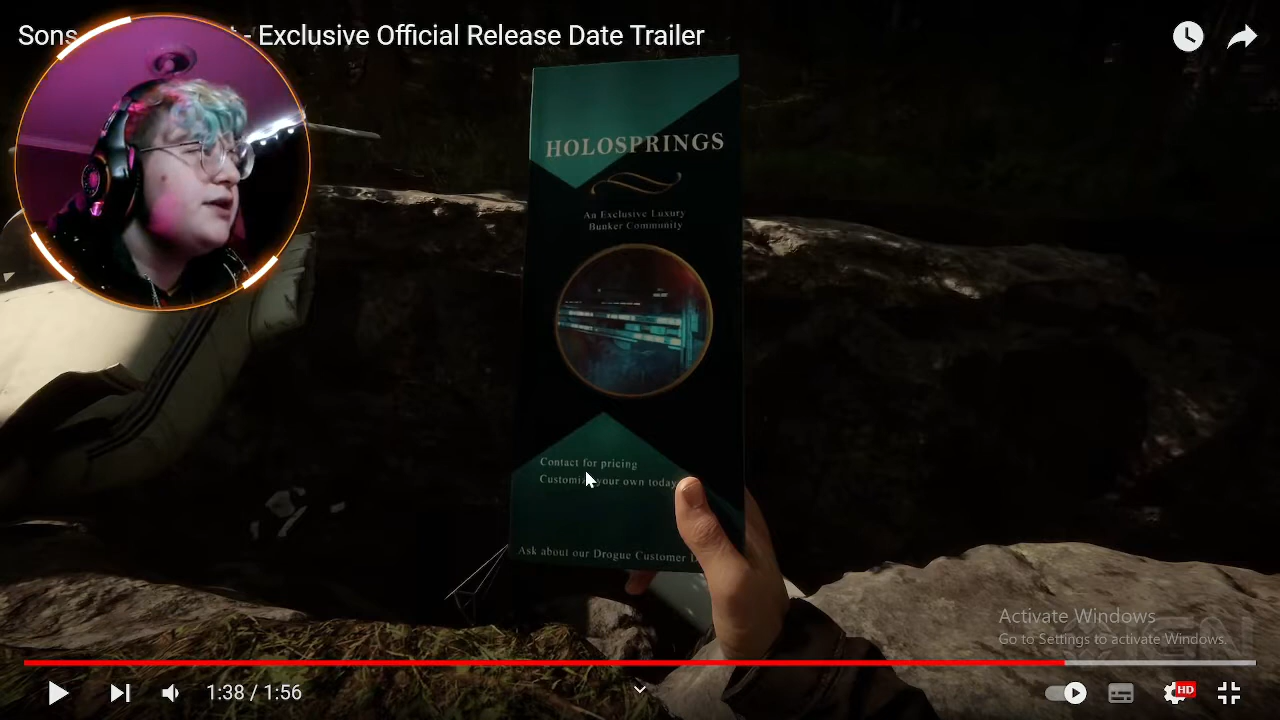 Sons - Exclusive Official Release Date Trailer
HOLOSPRINGS
An Exclusive Luxury
Bunker Community
Contact for pricing
your own today
Ask about our Drogue Customer
Activate Windows
Go to Settings to activate Windows.
1:38 / 1:56
HD